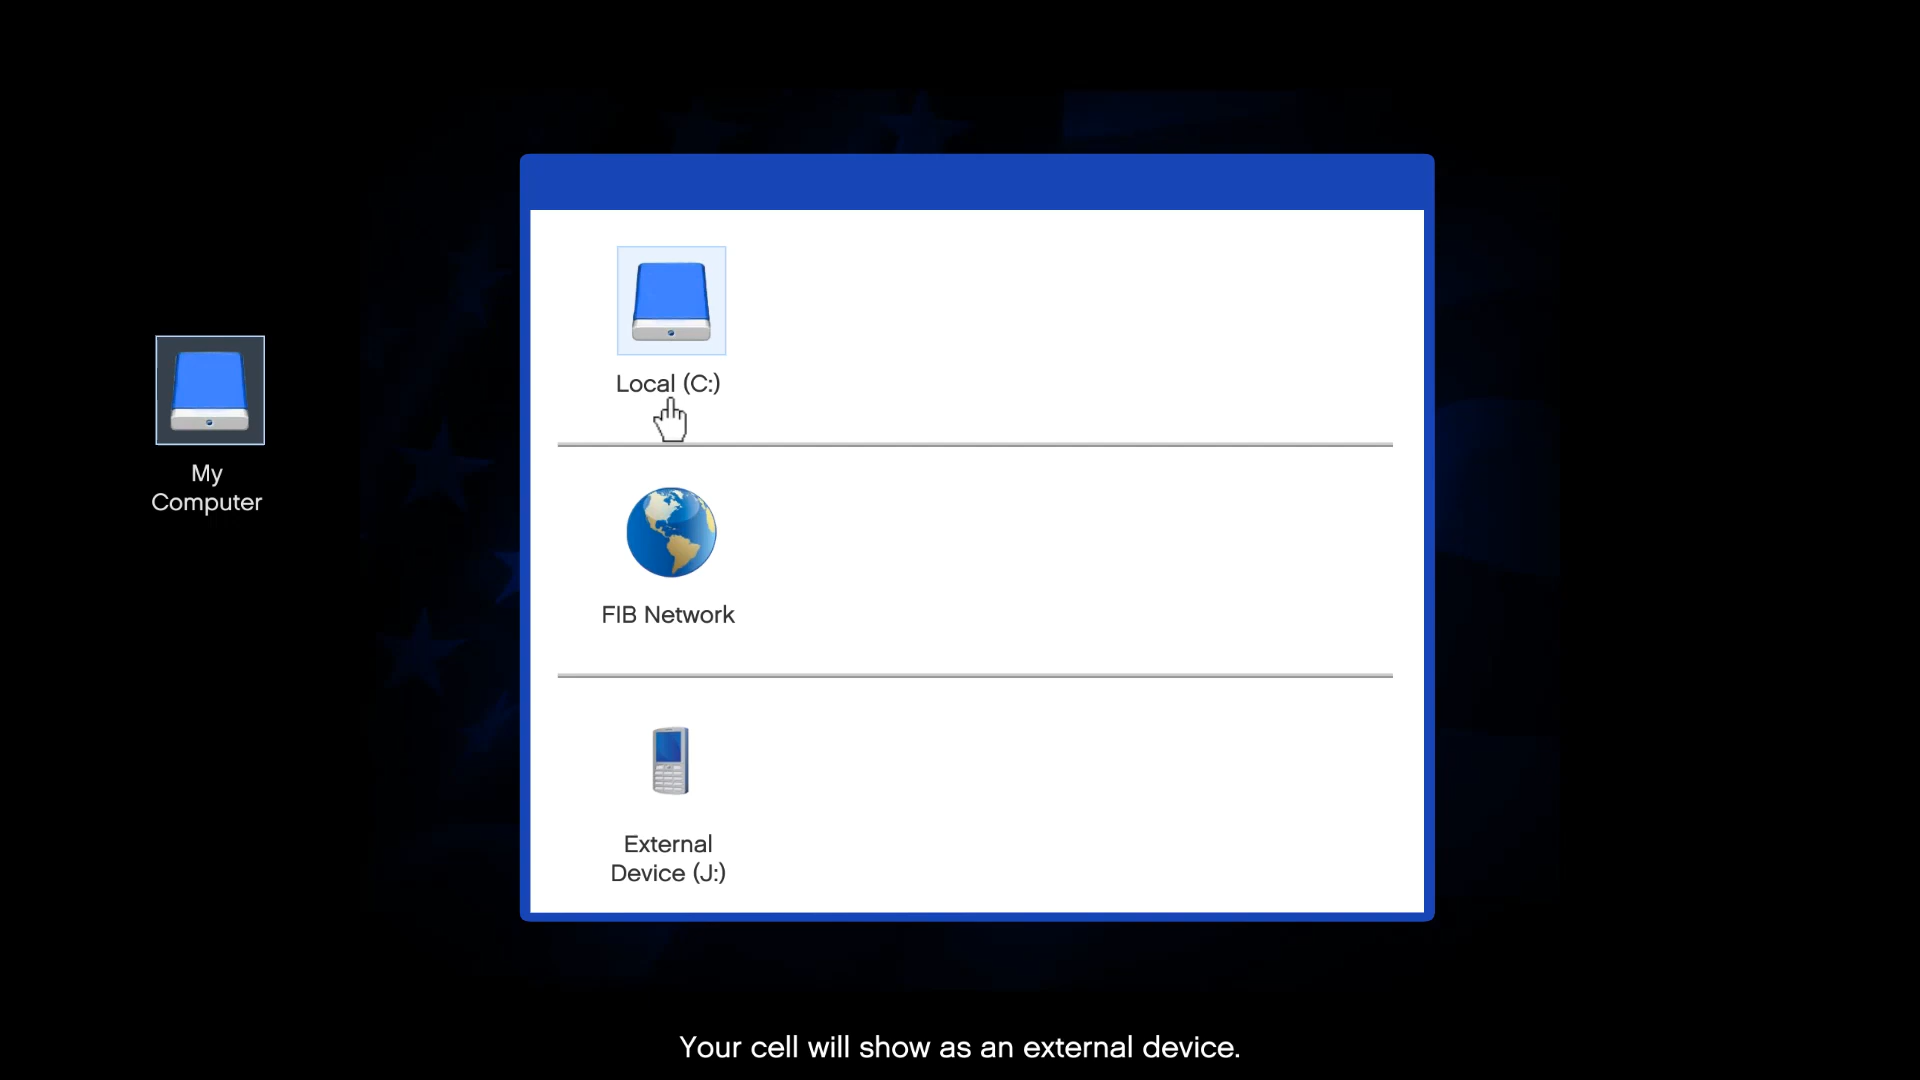 My
Computer
Local (C:)
FIB Network
External
Device (J:)
Your cell will show as an external device.